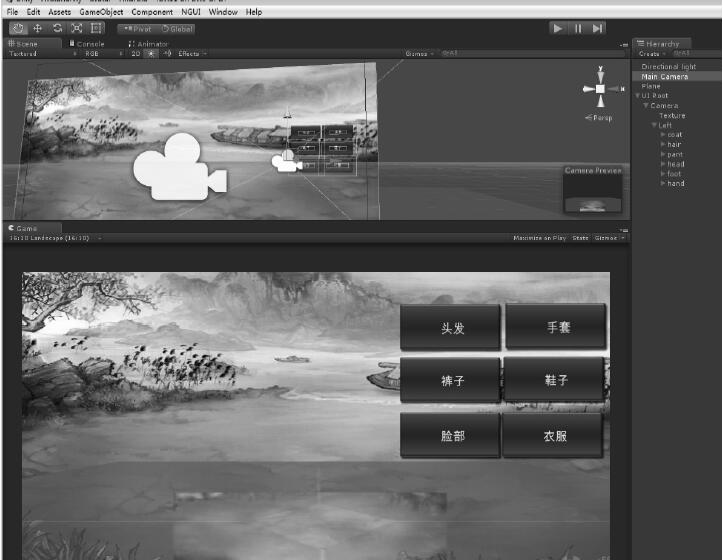 File Edit Assets GameObject Component NGUI Window Help
Pivot Global
Scene Console Animator
Textured RGB 2D Effects Gizmos All
y
x
Persp
Camera Preview
Hierarchy
Create All
Directional light
Main Camera
Plane
UI Root
Camera
Texture
Left
coat
hair
pant
head
foot
hand
Game
16:10 Landscape (16:10) Maximize on Play Stats Gizmos
头发 手套
裤子 鞋子
脸部 衣服